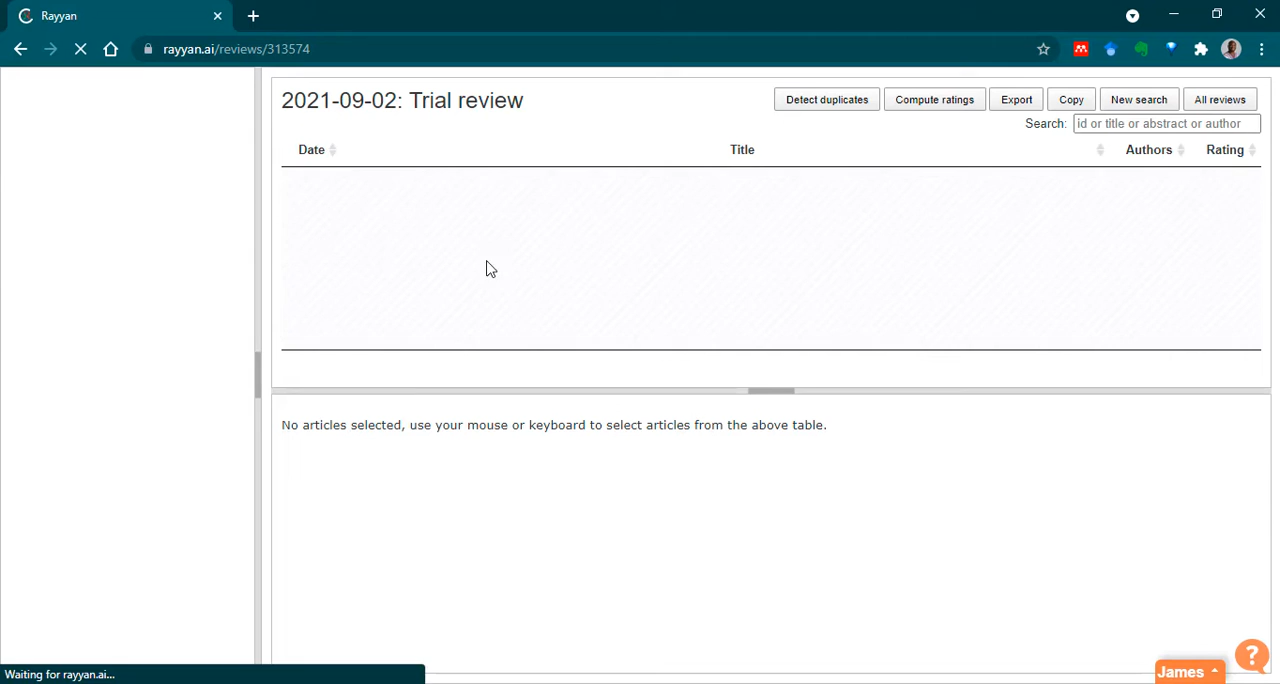 Rayyan
rayyan.ai/reviews/313574
2021-09-02: Trial review
Detect duplicates Compute ratings Export Copy New search All reviews
Search: id or title or abstract or author
Date Title Authors Rating
No articles selected, use your mouse or keyboard to select articles from the above table.
James
?
Waiting for rayyan.ai...